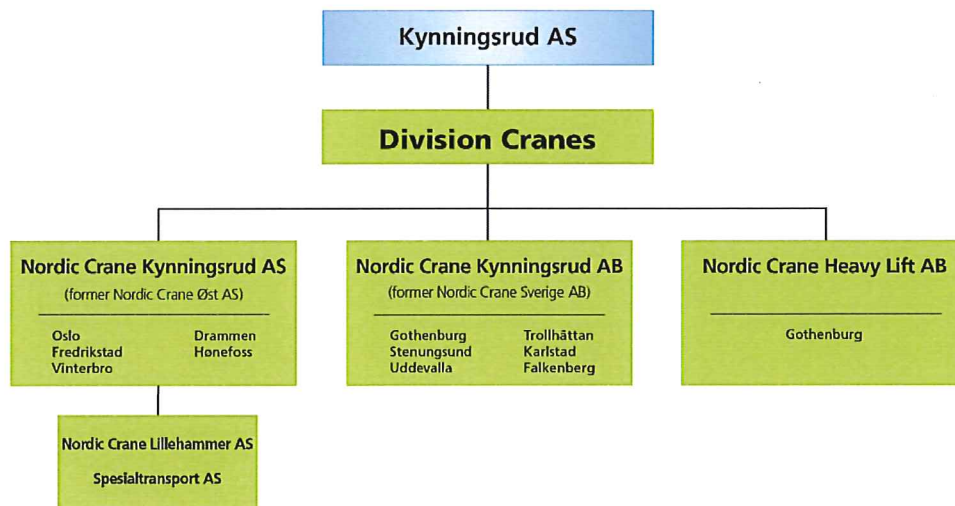 Kynningsrud AS
Division Cranes
Nordic Crane Kynningsrud AS
(former Nordic Crane Øst AS)
Oslo
Fredrikstad
Vinterbro
Drammen
Hønefoss
Nordic Crane Kynningsrud AB
(former Nordic Crane Sverige AB)
Gothenburg
Stenungsund
Uddevalla
Trollhättan
Karlstad
Falkenberg
Nordic Crane Heavy Lift AB
Gothenburg
Nordic Crane Lillehammer AS
Spesialtransport AS